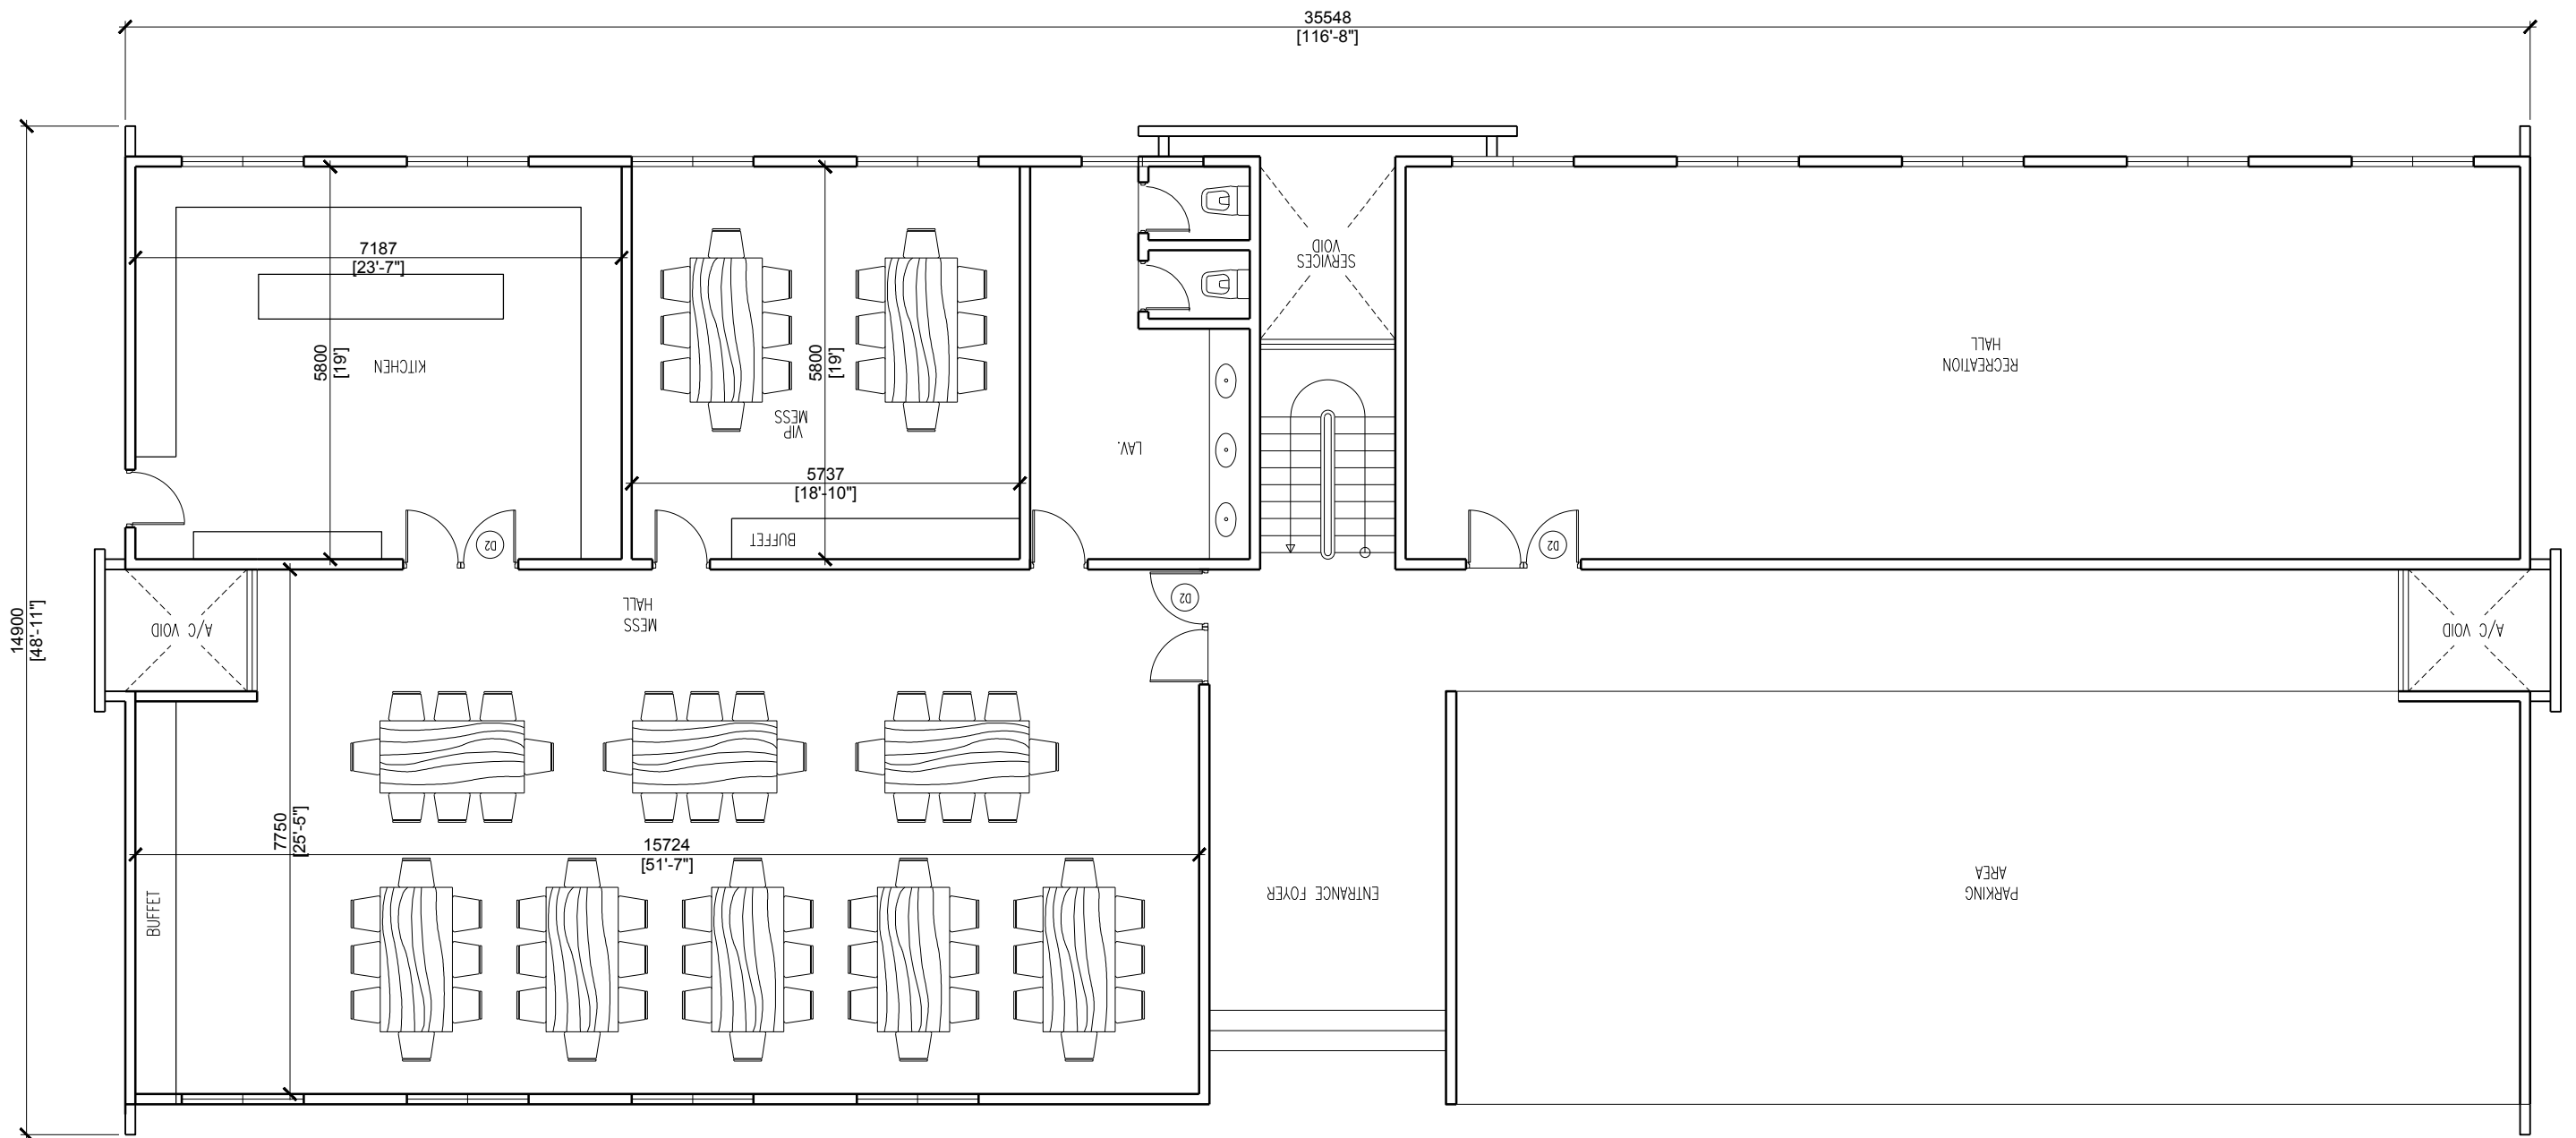 35548
[116'-8"]
14900
[48'-11"]
7187
[23'-7"]
5800
[19']
KITCHEN
5800
[19']
VIP
MESS
5737
[18'-10"]
BUFFET
LAV.
SERVICES
VOID
RECREATION
HALL
D2
D2
D2
MESS
HALL
A/C VOID
A/C VOID
7750
[25'-5"]
15724
[51'-7"]
BUFFET
ENTRANCE FOYER
PARKING
AREA